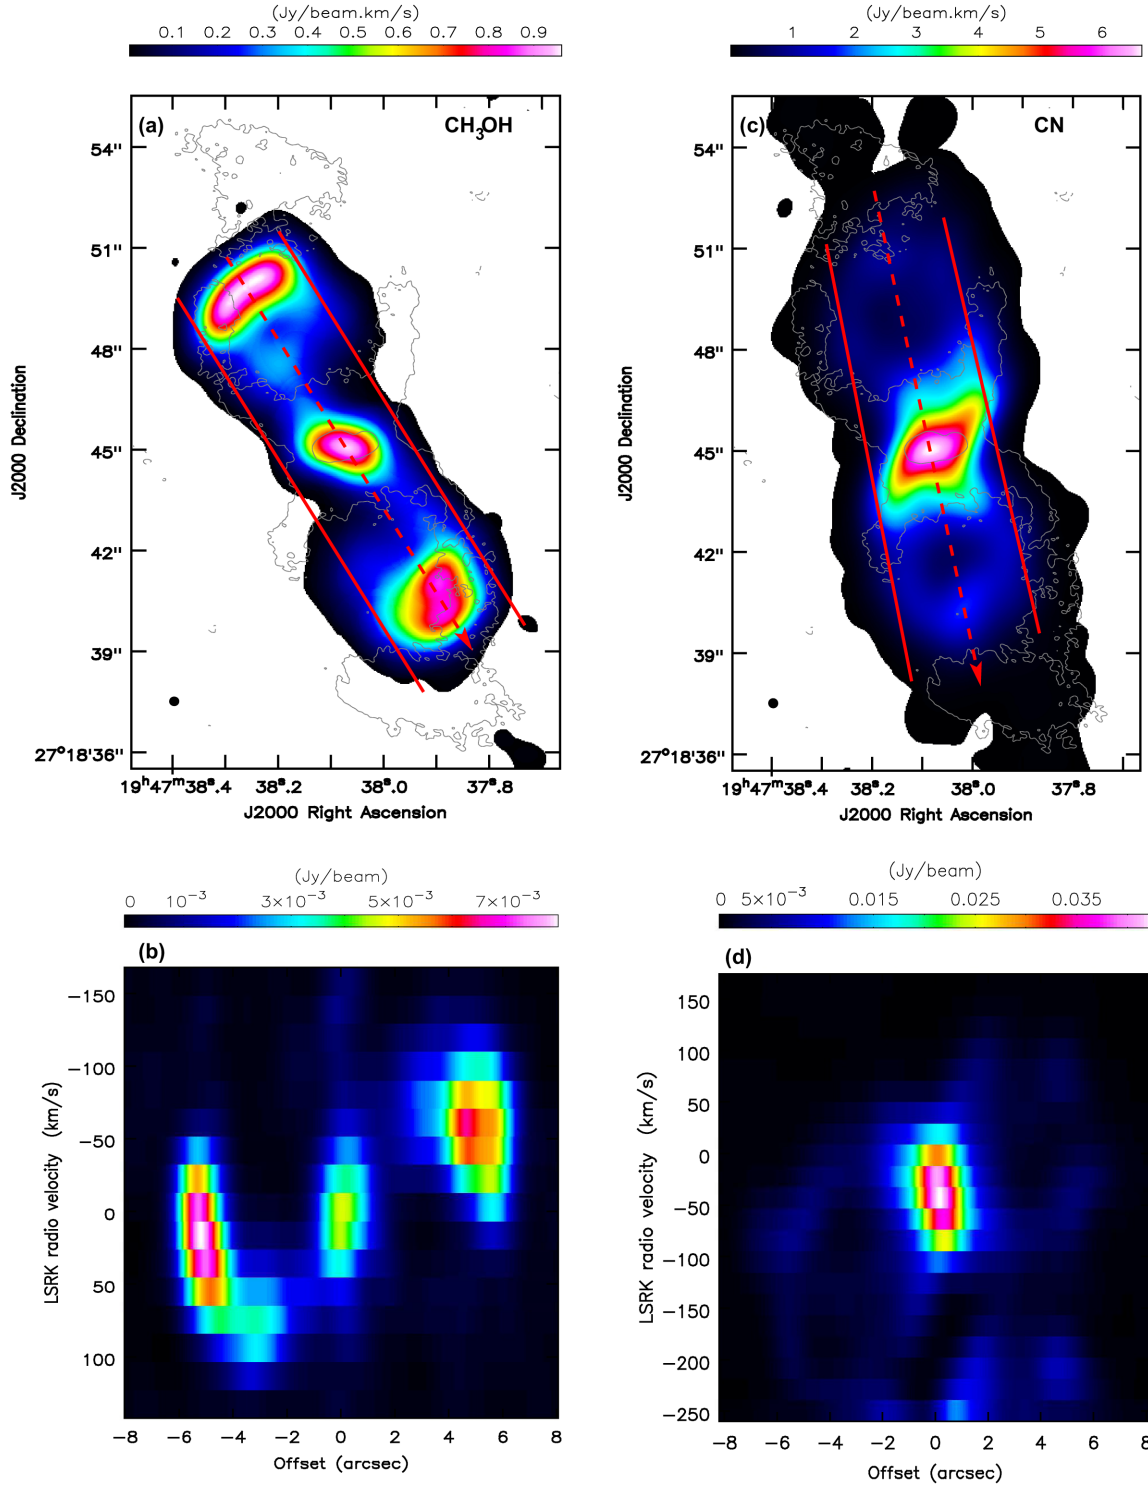 (Jy/beam.km/s)
0.1 0.2 0.3 0.4 0.5 0.6 0.7 0.8 0.9
(a) CH3OH
54"
51"
48"
45"
42"
39"
27°18'36"
J2000 Declination
19h47m38s.4 38s.2 38s.0 37s.8
J2000 Right Ascension
(Jy/beam.km/s)
1 2 3 4 5 6
(c) CN
54"
51"
48"
45"
42"
39"
27°18'36"
J2000 Declination
19h47m38s.4 38s.2 38s.0 37s.8
J2000 Right Ascension
(Jy/beam)
0 10−3 3×10−3 5×10−3 7×10−3
(b)
−150
−100
−50
0
50
100
LSRK radio velocity (km/s)
−8 −6 −4 −2 0 2 4 6 8
Offset (arcsec)
(Jy/beam)
0 5×10−3 0.015 0.025 0.035
(d)
150
100
50
0
−50
−100
−150
−200
−250
LSRK radio velocity (km/s)
−8 −6 −4 −2 0 2 4 6 8
Offset (arcsec)